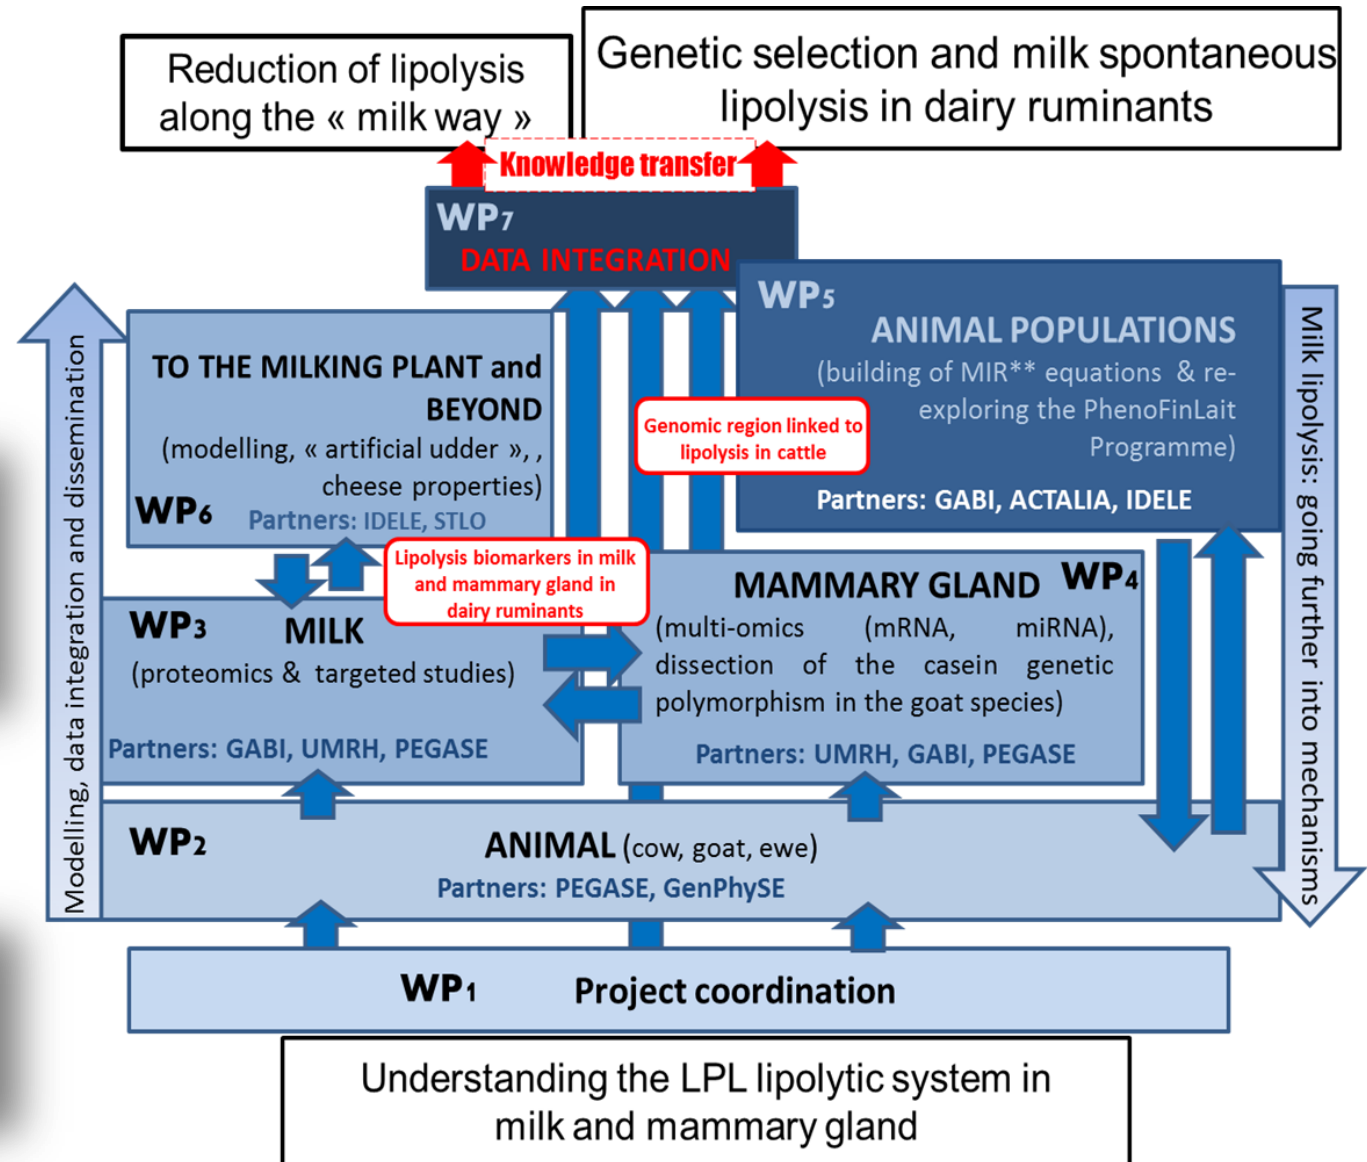 Reduction of lipolysis
along the « milk way »
Genetic selection and milk spontaneous
lipolysis in dairy ruminants
Knowledge transfer
WP7
DATA INTEGRATION
WP5
ANIMAL POPULATIONS
(building of MIR** equations & re-
exploring the PhenoFinLait
Programme)
Partners: GABI, ACTALIA, IDELE
TO THE MILKING PLANT and
BEYOND
(modelling, « artificial udder », ,
cheese properties)
WP6
Partners: IDELE, STLO
Genomic region linked to
lipolysis in cattle
Lipolysis biomarkers in milk
and mammary gland in
dairy ruminants
WP3
MILK
(proteomics & targeted studies)
Partners: GABI, UMRH, PEGASE
MAMMARY GLAND WP4
(multi-omics (mRNA, miRNA),
dissection of the casein genetic
polymorphism in the goat species)
Partners: UMRH, GABI, PEGASE
WP2
ANIMAL (cow, goat, ewe)
Partners: PEGASE, GenPhySE
WP1 Project coordination
Understanding the LPL lipolytic system in
milk and mammary gland
Modelling, data integration and dissemination
Milk lipolysis: going further into mechanisms